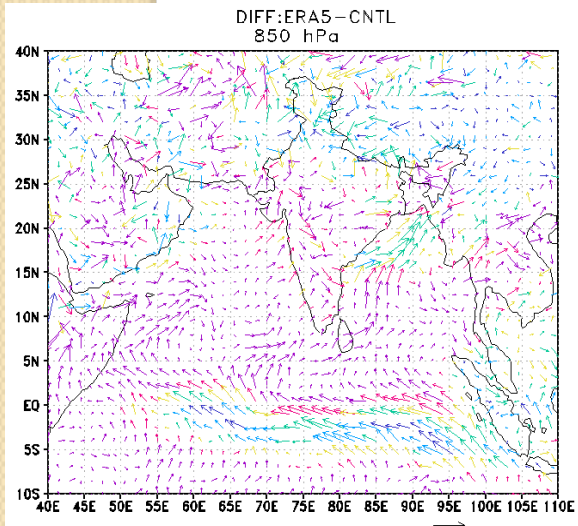 DIFF:ERA5-CNTL
850 hPa
40N
35N
30N
25N
20N
15N
10N
5N
EQ
5S
10S
40E 45E 50E 55E 60E 65E 70E 75E 80E 85E 90E 95E 100E 105E 110E